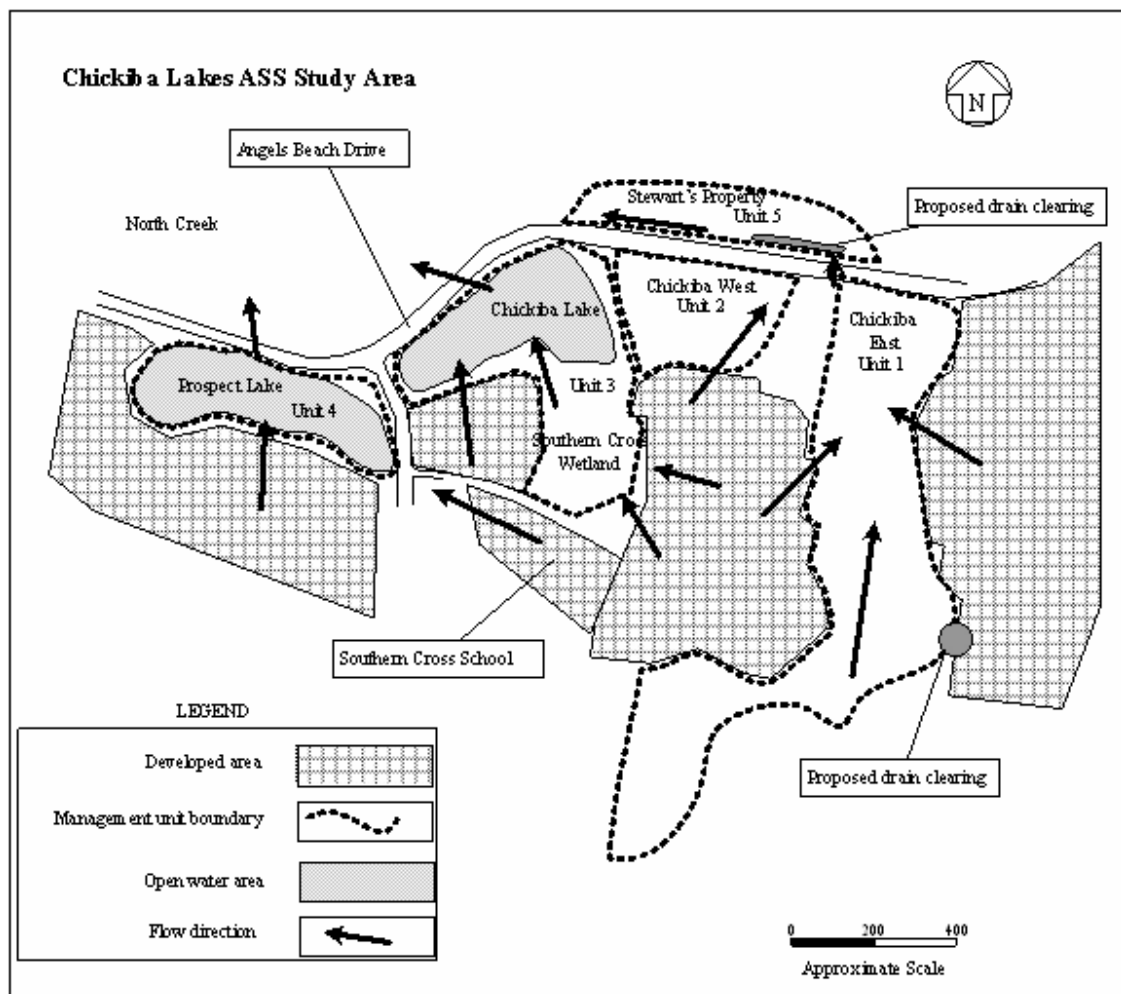 Chickiba Lakes ASS Study Area
N
Angels Beach Drive
North Creek
Stewart's Property
Unit 5
Proposed drain clearing
Chickiba West
Unit 2
Chickiba Lake
Chickiba
East
Unit 1
Prospect Lake
Unit 4
Unit 3
Southern Cros
Wetland
Southern Cross School
Proposed drain clearing
LEGEND
Developed area
Management unit boundary
Open water area
Flow direction
0 200 400
Approximate Scale